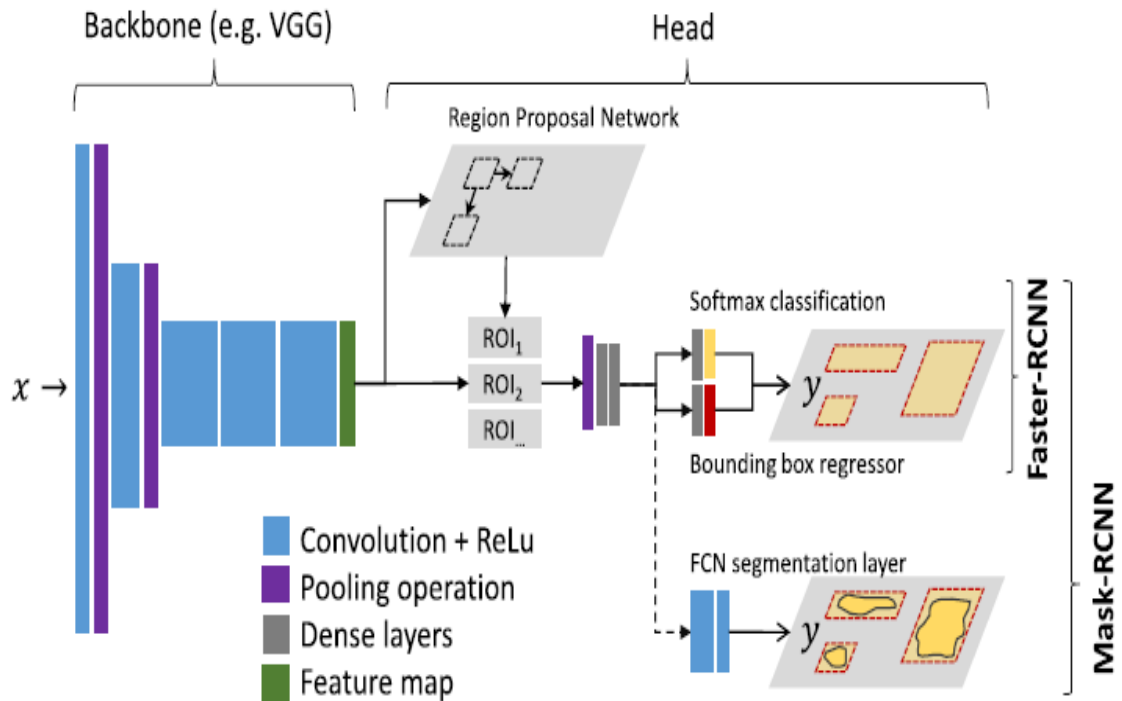 Backbone (e.g. VGG)
Head
Region Proposal Network
x →
ROI1
ROI2
ROI...
Softmax classification
y
Bounding box regressor
Faster-RCNN
Mask-RCNN
Convolution + ReLu
Pooling operation
Dense layers
Feature map
FCN segmentation layer
y